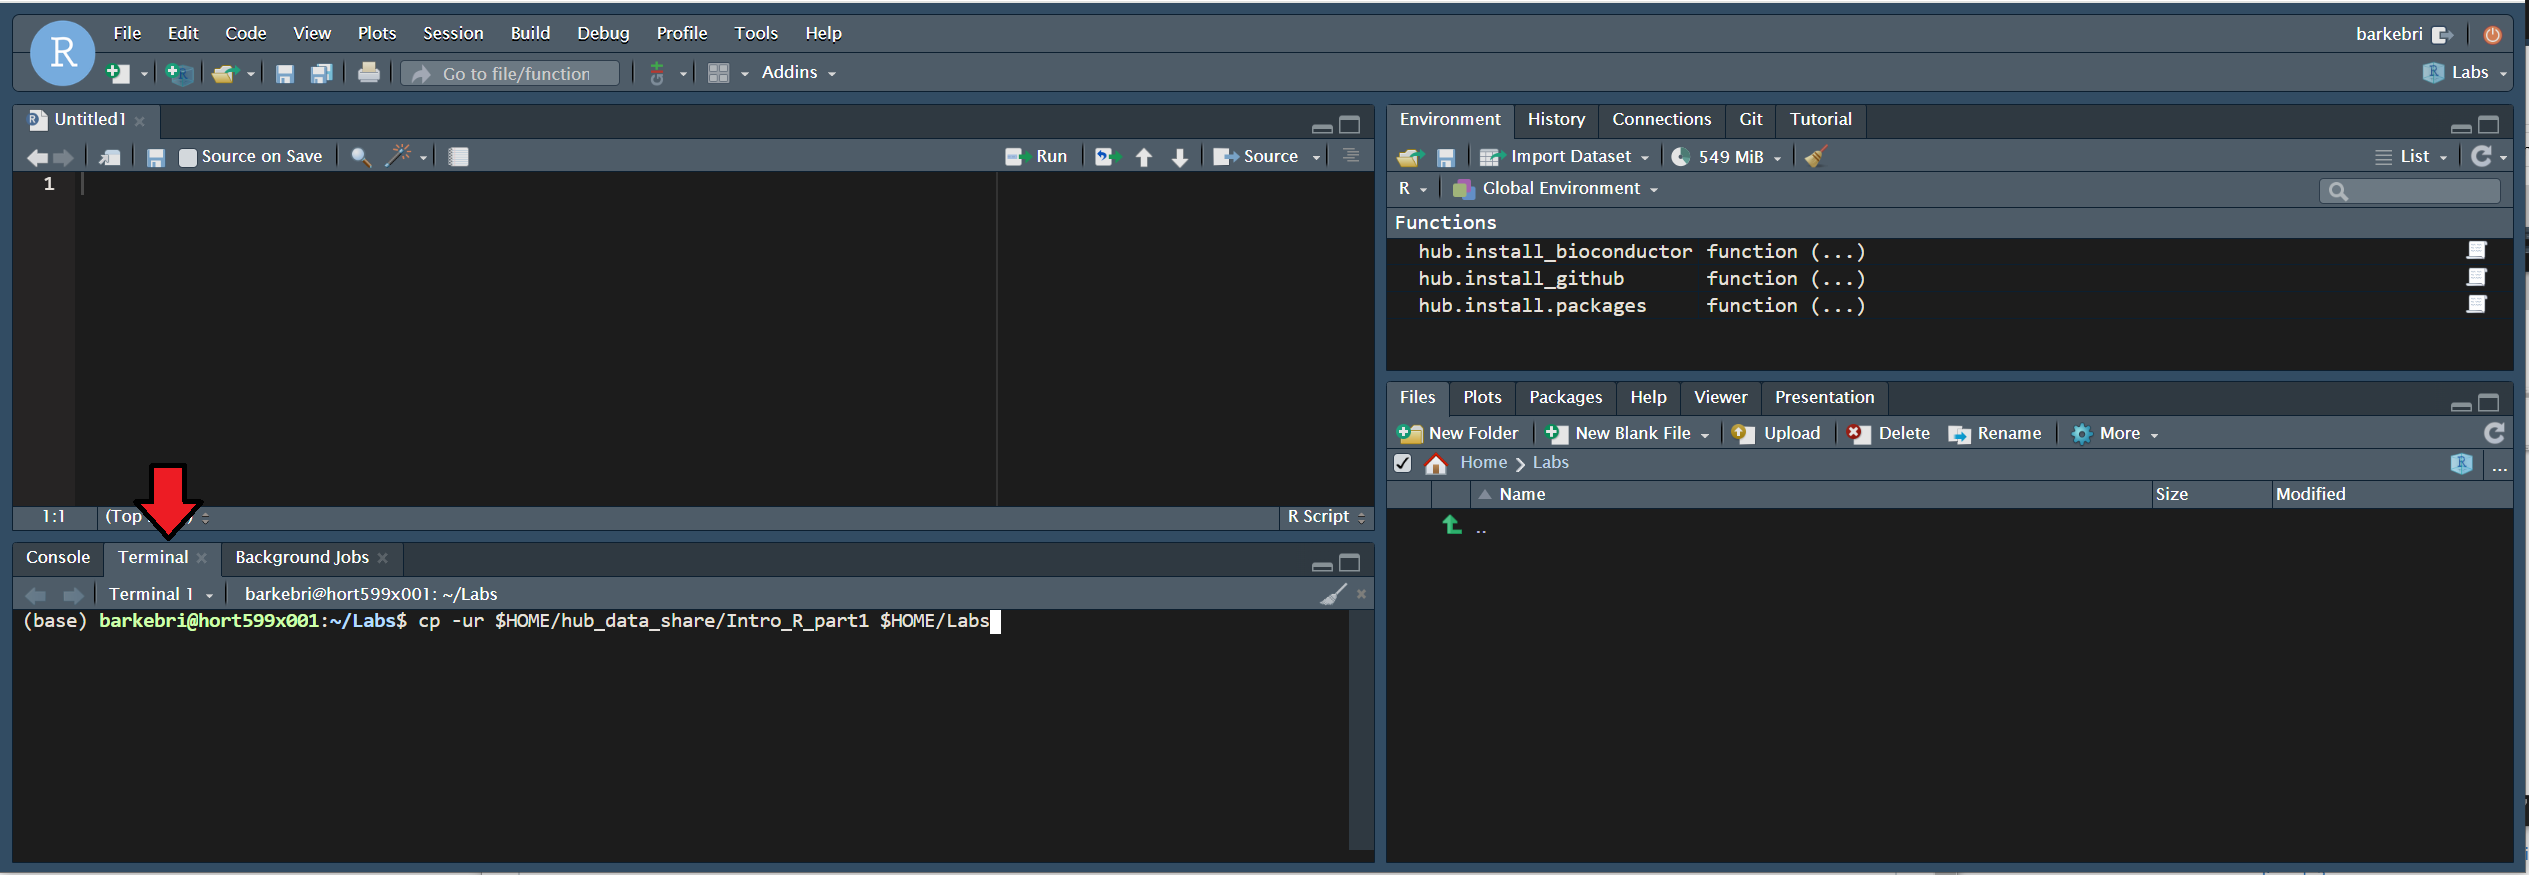 R File Edit Code View Plots Session Build Debug Profile Tools Help barkebri
Go to file/function Addins Labs
Untitled1
Source on Save Run Source
1
1:1 (Top R Script
Console Terminal Background Jobs
Terminal 1 barkebri@hort599x001: ~/Labs
(base) barkebri@hort599x001:~/Labs$ cp -ur $HOME/hub_data_share/Intro_R_part1 $HOME/Labs
Environment History Connections Git Tutorial
Import Dataset 549 MiB List
R Global Environment
Functions
hub.install_bioconductor function (...)
hub.install_github function (...)
hub.install.packages function (...)
Files Plots Packages Help Viewer Presentation
New Folder New Blank File Upload Delete Rename More
Home Labs ...
Name Size Modified
..